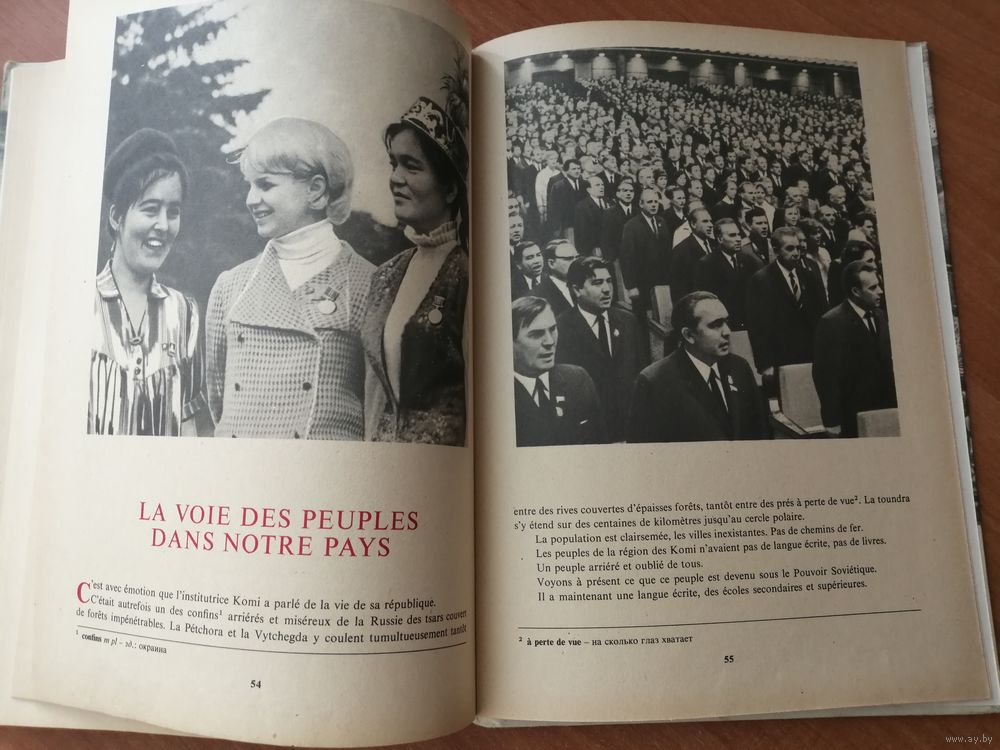 LA VOIE DES PEUPLES
DANS NOTRE PAYS
C'est avec émotion que l'institutrice Komi a parlé de la vie de sa république.
C'était autrefois un des confins¹ arriérés et miséreux de la Russie des tsars couvert
de forêts impénétrables. La Pétchora et la Vytchegda y coulent tumultueusement tantôt
¹ confins m pl – зд.: окраина
54
entre des rives couvertes d'épaisses forêts, tantôt entre des prés à perte de vue². La toundra
s'y étend sur des centaines de kilomètres jusqu'au cercle polaire.
La population est clairsemée, les villes inexistantes. Pas de chemins de fer.
Les peuples de la région des Komi n'avaient pas de langue écrite, pas de livres.
Un peuple arriéré et oublié de tous.
Voyons à présent ce que ce peuple est devenu sous le Pouvoir Soviétique.
Il a maintenant une langue écrite, des écoles secondaires et supérieures.
² à perte de vue – на сколько глаз хватает
55
www.ay.by